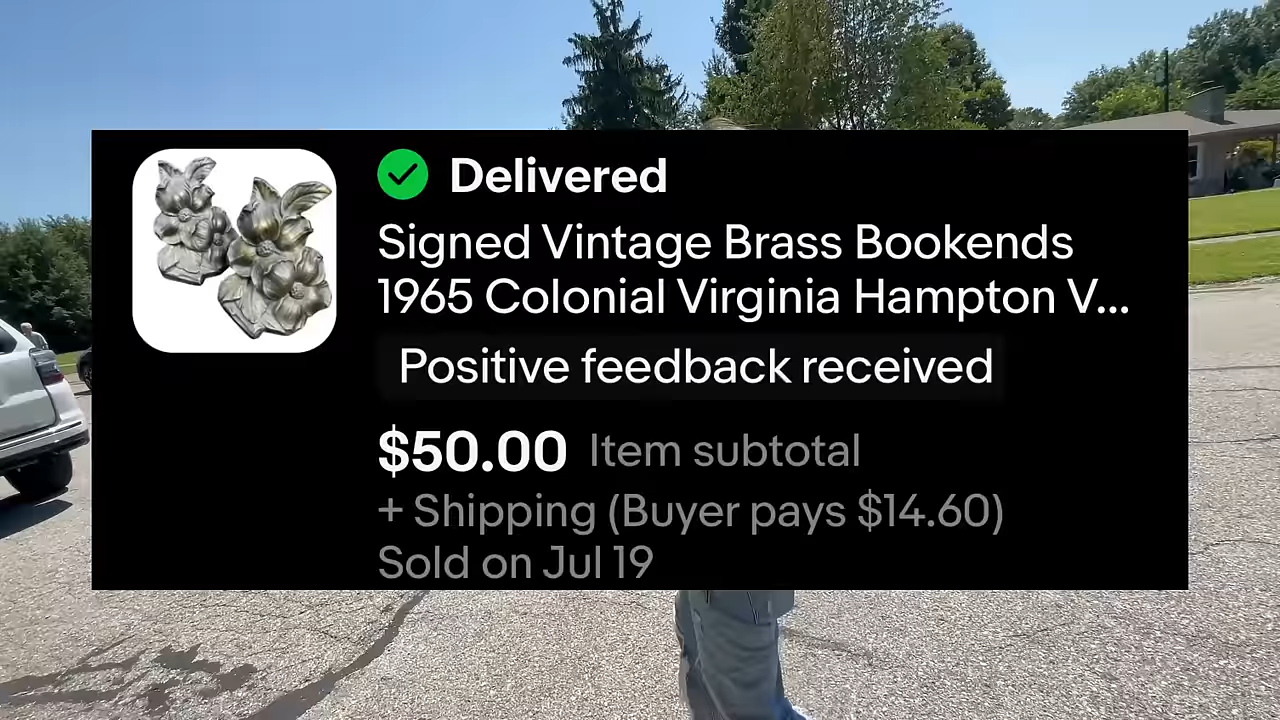 Delivered
Signed Vintage Brass Bookends
1965 Colonial Virginia Hampton V...
Positive feedback received
$50.00 Item subtotal
+ Shipping (Buyer pays $14.60)
Sold on Jul 19